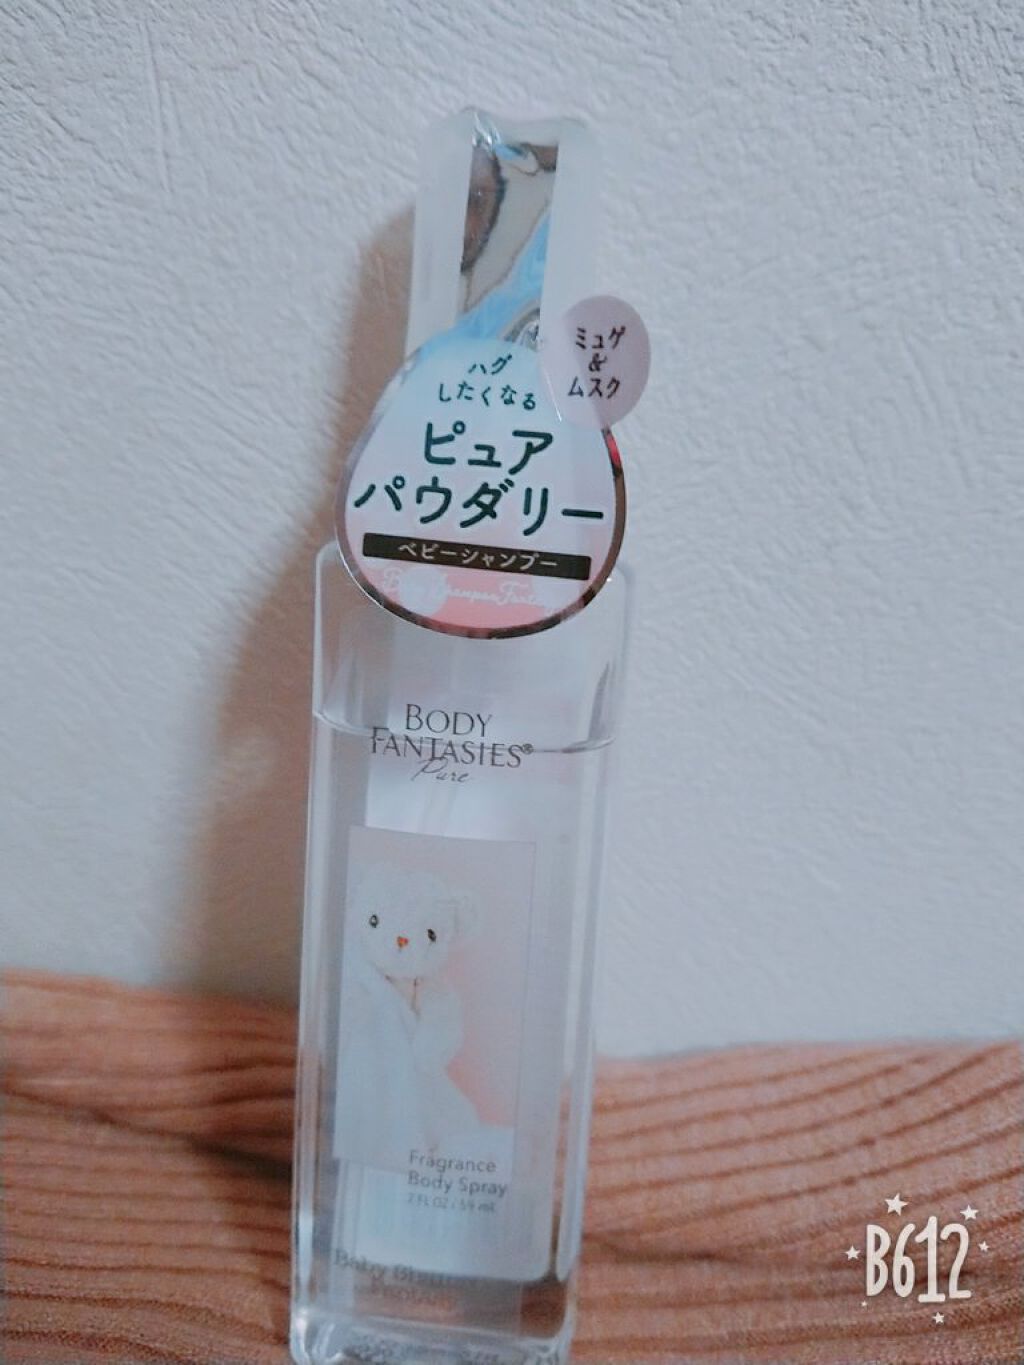 ミュゲ
&
ムスク
ハグ
したくなる
ピュア
パウダリー
ベビーシャンプー
BODY
FANTASIES®
Pure
Fragrance
Body Spray
2 FL OZ / 59 mL
Baby
B612